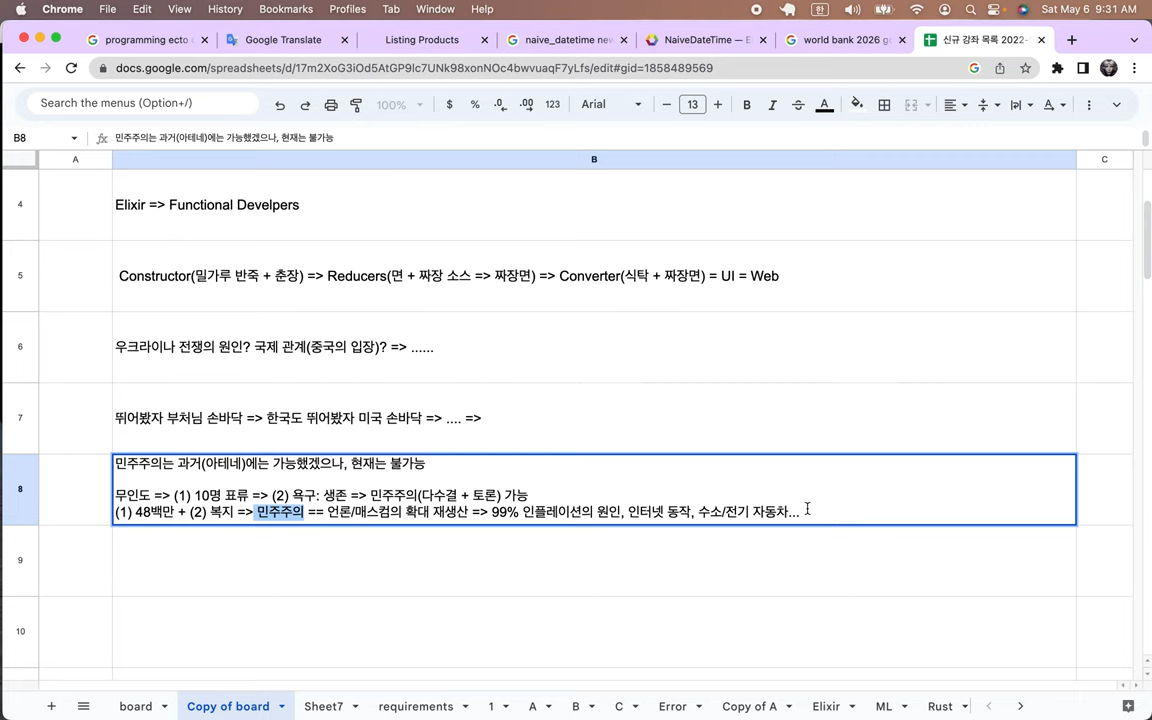 Chrome File Edit View History Bookmarks Profiles Tab Window Help 한 Sat May 6 9:31 AM
programming ecto Google Translate Listing Products naive_datetime new NaiveDateTime — E world bank 2026 g 신규 강좌 목록 2022-
docs.google.com/spreadsheets/d/17m2XoG3iOd5AtGP9lc7UNk98xonNOc4bwvuaqF7yLfs/edit#gid=1858489569
Search the menus (Option+/) 100% $ % .0 .00 123 Arial 13 B I S A
B8 fx 민주주의는 과거(아테네)에는 가능했겠으나, 현재는 불가능
A B C
4 Elixir => Functional Develpers
5 Constructor(밀가루 반죽 + 춘장) => Reducers(면 + 짜장 소스 => 짜장면) => Converter(식탁 + 짜장면) = UI = Web
6 우크라이나 전쟁의 원인? 국제 관계(중국의 입장)? => ......
7 뛰어봤자 부처님 손바닥 => 한국도 뛰어봤자 미국 손바닥 => .... =>
민주주의는 과거(아테네)에는 가능했겠으나, 현재는 불가능
8
무인도 => (1) 10명 표류 => (2) 욕구: 생존 => 민주주의(다수결 + 토론) 가능
(1) 48백만 + (2) 복지 => 민주주의 == 언론/매스컴의 확대 재생산 => 99% 인플레이션의 원인, 인터넷 동작, 수소/전기 자동차...
9
10
board Copy of board Sheet7 requirements 1 A B C Error Copy of A Elixir ML Rust